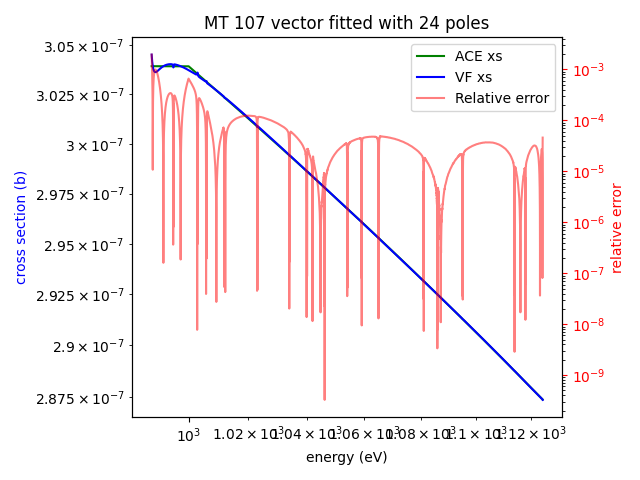 MT 107 vector fitted with 24 poles
ACE xs
VF xs
Relative error
cross section (b)
3.05 × 10⁻⁷
3.025 × 10⁻⁷
3 × 10⁻⁷
2.975 × 10⁻⁷
2.95 × 10⁻⁷
2.925 × 10⁻⁷
2.9 × 10⁻⁷
2.875 × 10⁻⁷
10⁻³
10⁻⁴
10⁻⁵
10⁻⁶
10⁻⁷
10⁻⁸
10⁻⁹
relative error
10³ 1.02 × 10³ 1.04 × 10³ 1.06 × 10³ 1.08 × 10³ 1.1 × 10³ 1.12 × 10³
energy (eV)